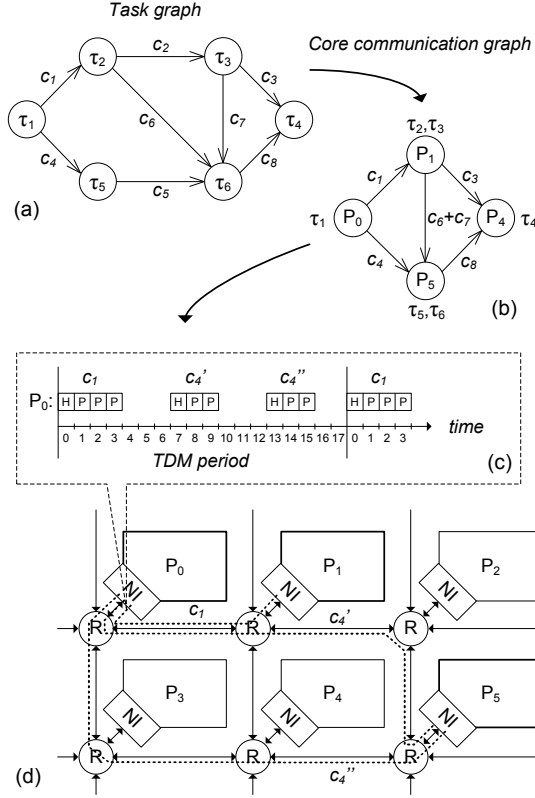 Task graph
τ1 τ2 τ3 τ4 τ5 τ6
c1 c2 c3 c4 c5 c6 c7 c8
(a)
Core communication graph
τ2,τ3
P1
c1 c3
τ1 P0 c6+c7 P4 τ4
c4 c8
P5
τ5,τ6
(b)
c1 c4' c4'' c1
P0: H P P P H P P H P P H P P P
0 1 2 3 4 5 6 7 8 9 10 11 12 13 14 15 16 17 0 1 2 3
time
TDM period
(c)
P0 P1 P2
NI NI NI
c1 c4'
R R R
P3 P4 P5
NI NI NI
R R R
c4''
(d)